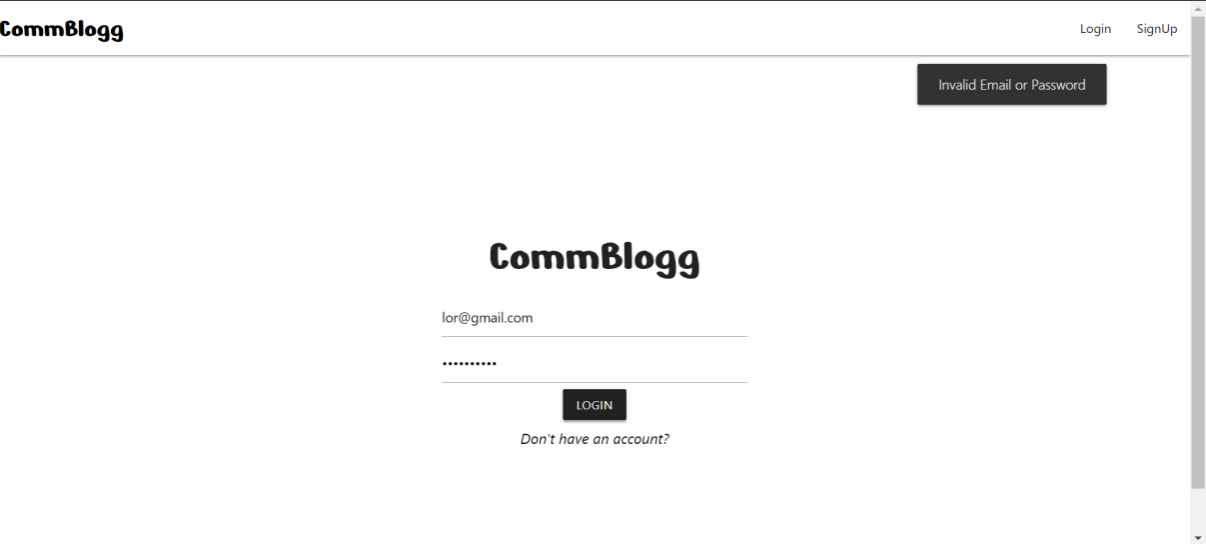 CommBlogg
Login SignUp
Invalid Email or Password
CommBlogg
lor@gmail.com
••••••••••
LOGIN
Don't have an account?